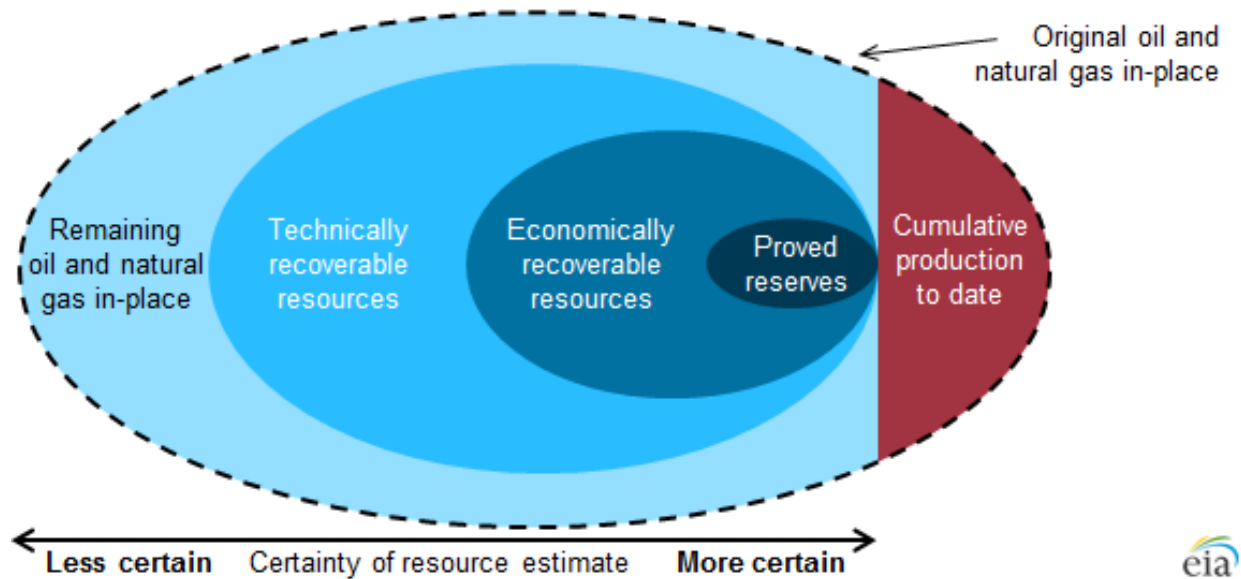 Original oil and
natural gas in-place
Remaining
oil and natural
gas in-place
Technically
recoverable
resources
Economically
recoverable
resources
Proved
reserves
Cumulative
production
to date
Less certain Certainty of resource estimate More certain
eia